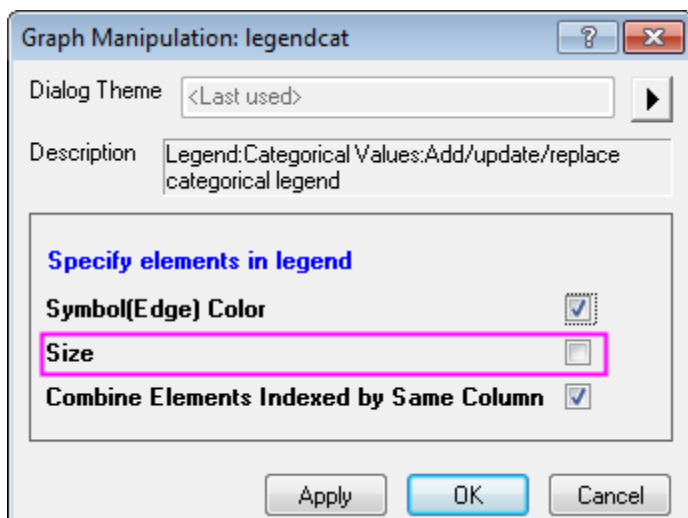 Graph Manipulation: legendcat
Dialog Theme <Last used>
Description Legend:Categorical Values:Add/update/replace
categorical legend
Specify elements in legend
Symbol(Edge) Color
Size
Combine Elements Indexed by Same Column
Apply OK Cancel